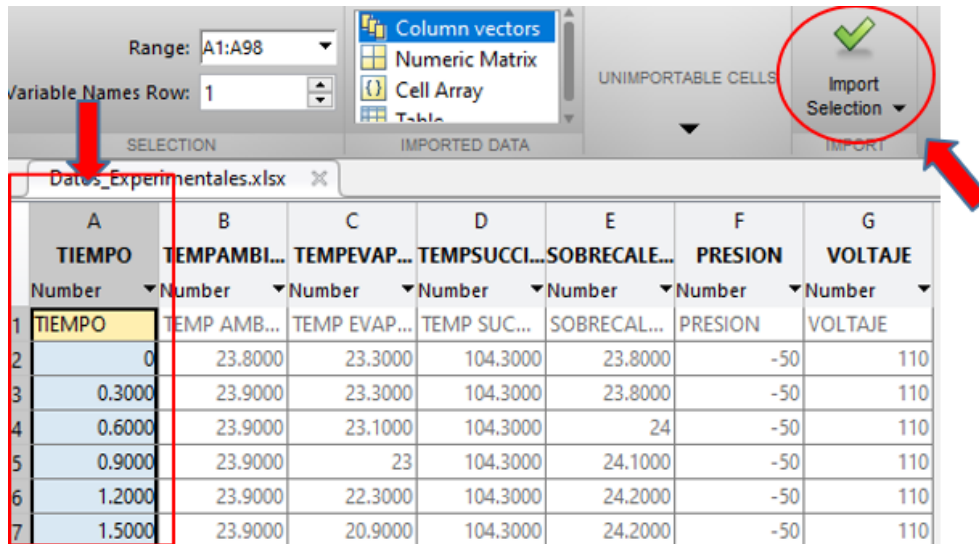 Range: A1:A98
Variable Names Row: 1
SELECTION
Column vectors
Numeric Matrix
Cell Array
Table
IMPORTED DATA
UNIMPORTABLE CELLS
Import
Selection
IMPORT
Datos_Experimentales.xlsx
A B C D E F G
TIEMPO TEMPAMBI... TEMPEVAP... TEMPSUCCI... SOBRECALE... PRESION VOLTAJE
Number Number Number Number Number Number Number
1 TIEMPO TEMP AMB... TEMP EVAP... TEMP SUC... SOBRECAL... PRESION VOLTAJE
2 0 23.8000 23.3000 104.3000 23.8000 -50 110
3 0.3000 23.9000 23.3000 104.3000 23.8000 -50 110
4 0.6000 23.9000 23.1000 104.3000 24 -50 110
5 0.9000 23.9000 23 104.3000 24.1000 -50 110
6 1.2000 23.9000 22.3000 104.3000 24.2000 -50 110
7 1.5000 23.9000 20.9000 104.3000 24.2000 -50 110